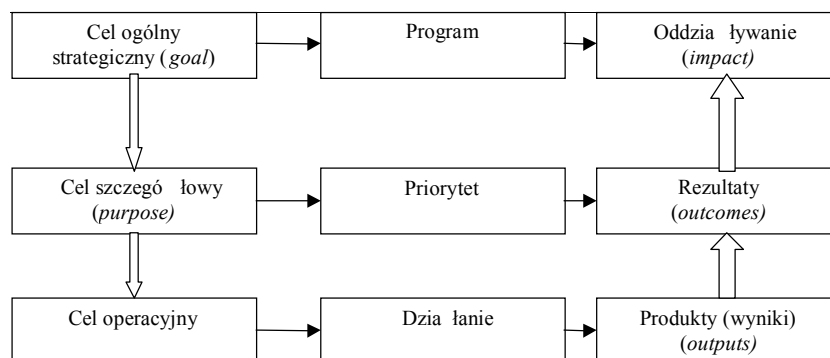 Cel ogólny
strategiczny (goal)
Program
Oddzia ływanie
(impact)
Cel szczegó łowy
(purpose)
Priorytet
Rezultaty
(outcomes)
Cel operacyjny
Dzia łanie
Produkty (wyniki)
(outputs)